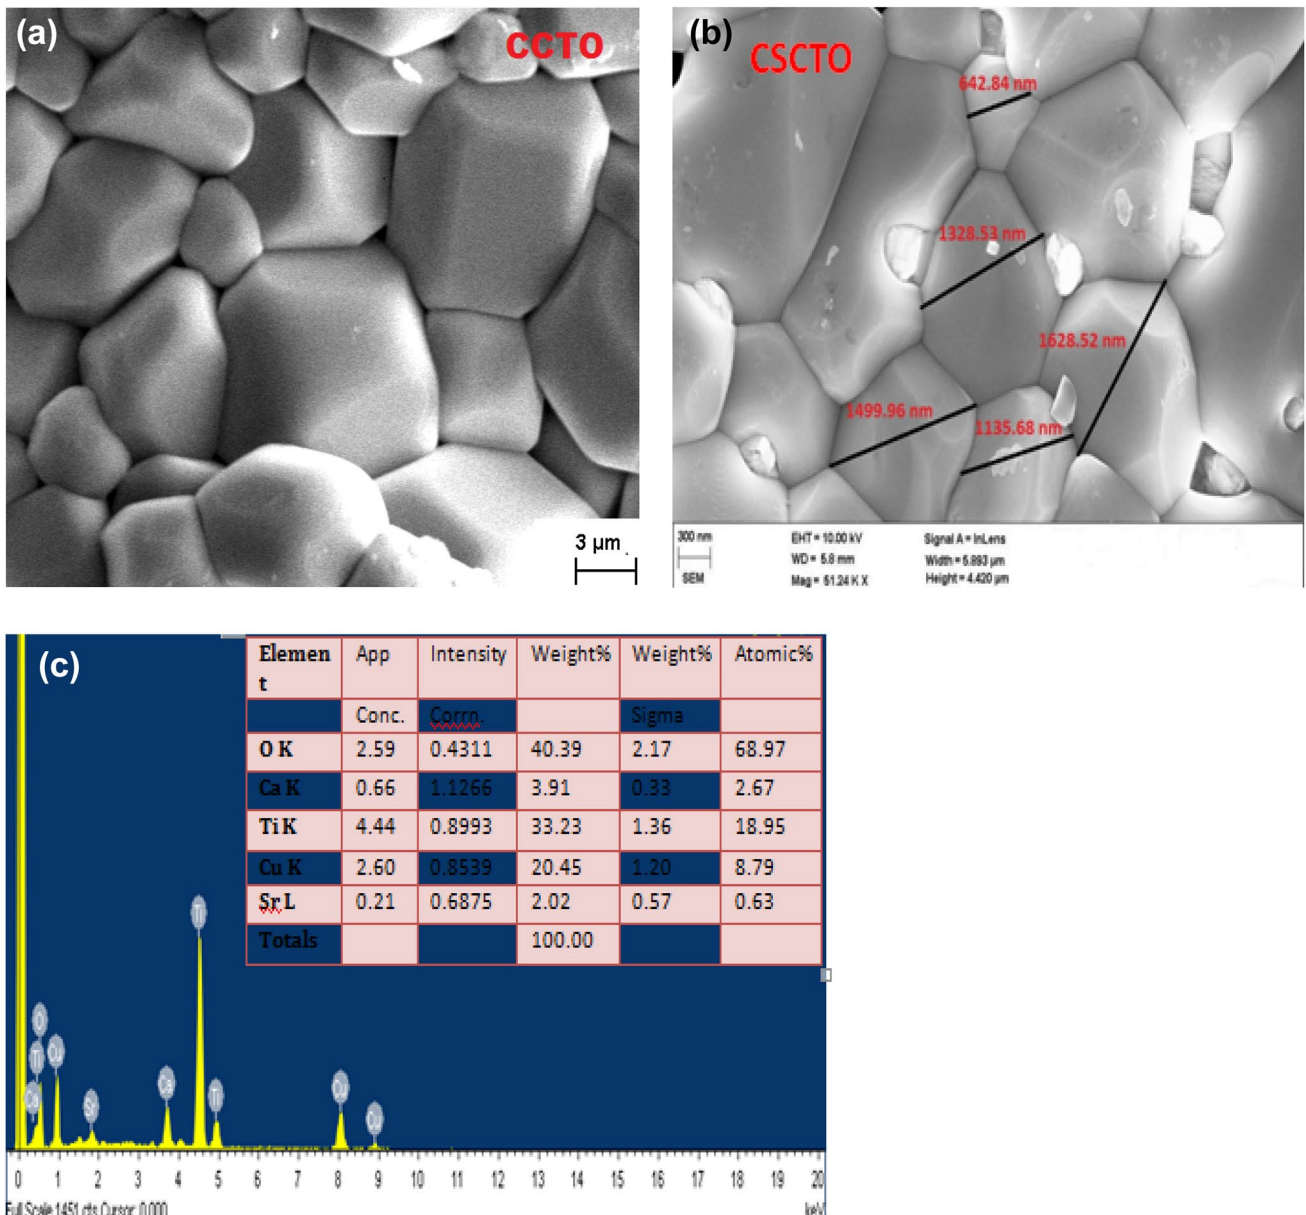 (a)
CCTO
3 µm
(b)
CSCTO
642.84 nm
1328.53 nm
1628.52 nm
1499.96 nm
1135.68 nm
300 nm
SEM
EHT = 10.00 kV
WD = 5.8 mm
Mag = 51.24 K X
Signal A = InLens
Width = 5.893 µm
Height = 4.420 µm
(c)
Elemen App Intensity Weight% Weight% Atomic%
t
Conc. Corrn. Sigma
O K 2.59 0.4311 40.39 2.17 68.97
Ca K 0.66 1.1266 3.91 0.33 2.67
Ti K 4.44 0.8993 33.23 1.36 18.95
Cu K 2.60 0.8539 20.45 1.20 8.79
Sr L 0.21 0.6875 2.02 0.57 0.63
Totals 100.00
Ti
O
Ti Cu
Ca Sr Ca Ti Cu Cu
0 1 2 3 4 5 6 7 8 9 10 11 12 13 14 15 16 17 18 19 20
Full Scale 1451 cts Cursor: 0.000 keV